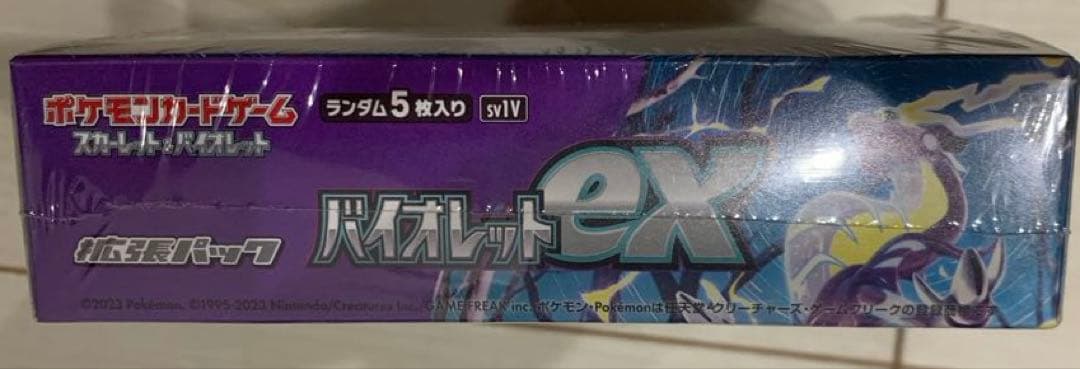 ポケモンカードゲーム
スカーレット&バイオレット
ランダム5枚入り SV1V
バイオレットex
拡張パック
©2023 Pokémon. ©1995-2023 Nintendo/Creatures Inc./GAME FREAK inc. ポケモン・Pokémonは任天堂・クリーチャーズ・ゲームフリークの登録商標です